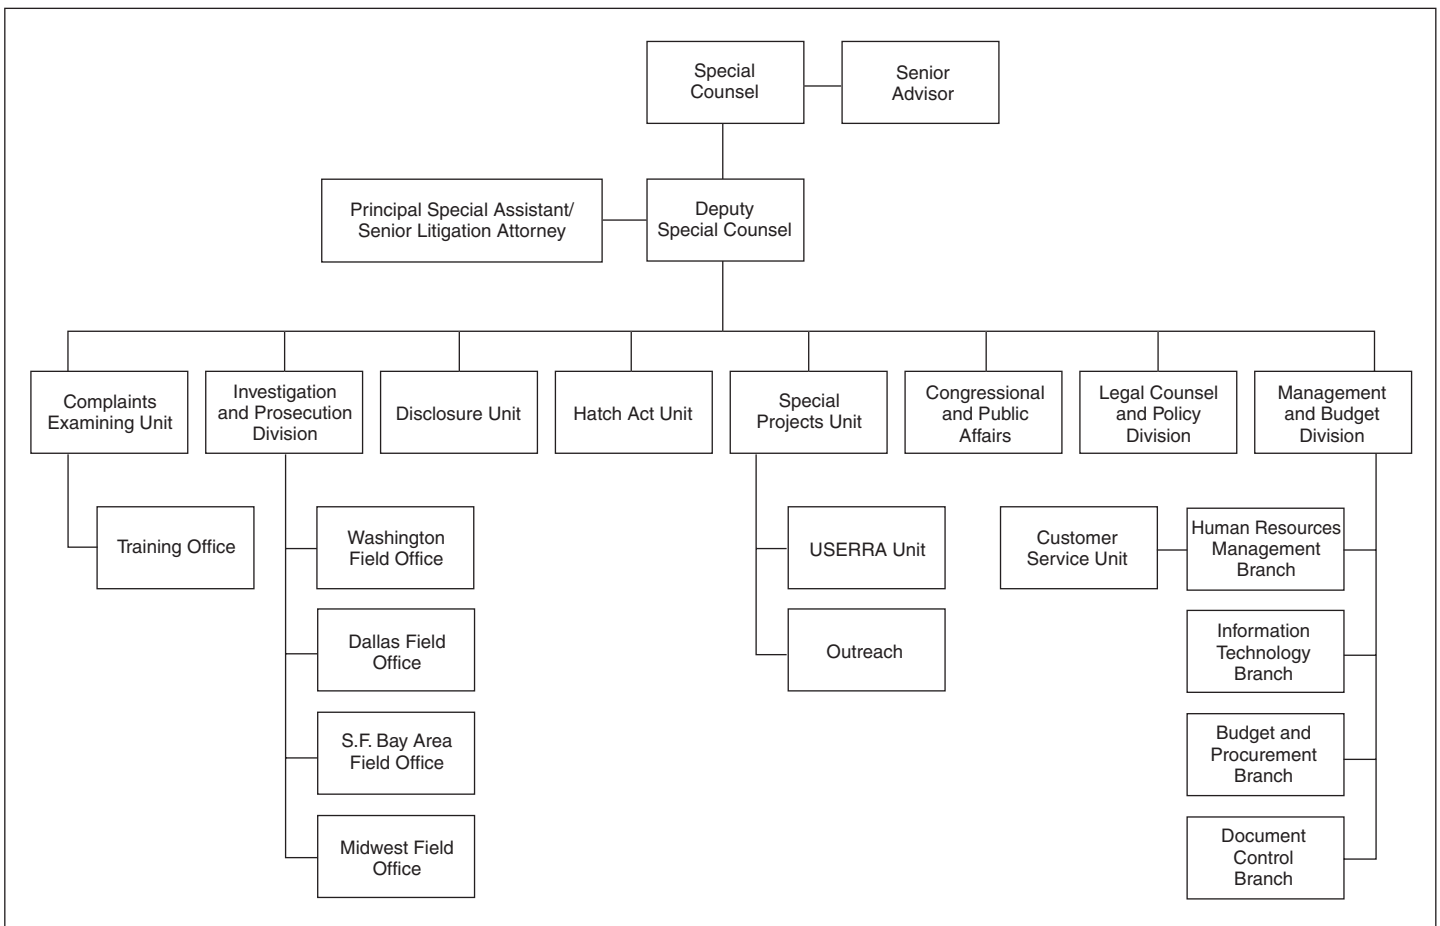 Special
Counsel
Senior
Advisor
Principal Special Assistant/
Senior Litigation Attorney
Deputy
Special Counsel
Complaints
Examining Unit
Investigation
and Prosecution
Division
Disclosure Unit
Hatch Act Unit
Special
Projects Unit
Congressional
and Public
Affairs
Legal Counsel
and Policy
Division
Management
and Budget
Division
Training Office
Washington
Field Office
Dallas Field
Office
S.F. Bay Area
Field Office
Midwest Field
Office
USERRA Unit
Outreach
Customer
Service Unit
Human Resources
Management
Branch
Information
Technology
Branch
Budget and
Procurement
Branch
Document
Control
Branch